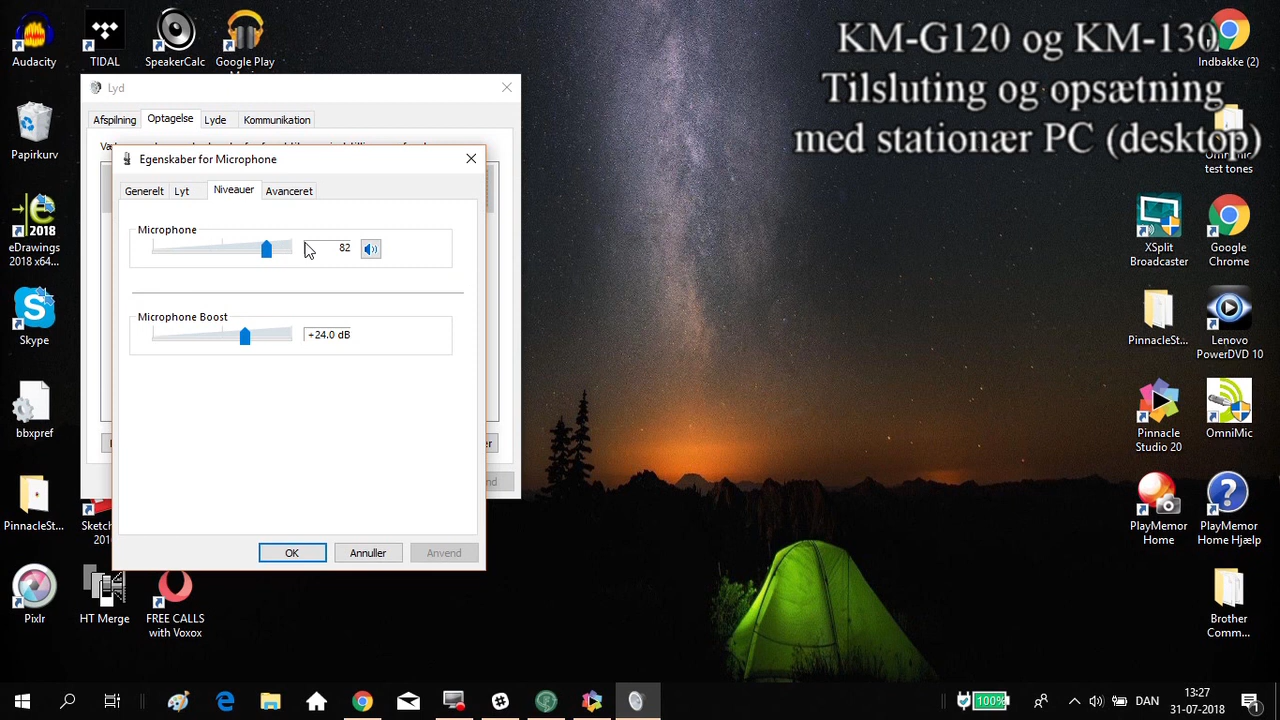 KM-G120 og KM-130
Tilslutning og opsætning
med stationær PC (desktop)
Audacity
TIDAL
SpeakerCalc
Google Play
Indbakke (2)
Lyd
Afspilning
Optagelse
Lyde
Kommunikation
Papirkurv
Egenskaber for Microphone
Generelt
Lyt
Niveauer
Avanceret
Microphone
82
Microphone Boost
+24.0 dB
OK
Annuller
Anvend
eDrawings
2018 x64...
Skype
bbxpref
PinnacleSt...
Sketch
Pixlr
HT Merge
FREE CALLS
with Voxox
test tones
XSplit
Broadcaster
Google
Chrome
PinnacleSt...
Lenovo
PowerDVD 10
Pinnacle
Studio 20
OmniMic
PlayMemor
Home
PlayMemor
Home Hjælp
Brother
Comm...
100%
DAN
13:27
31-07-2018
1